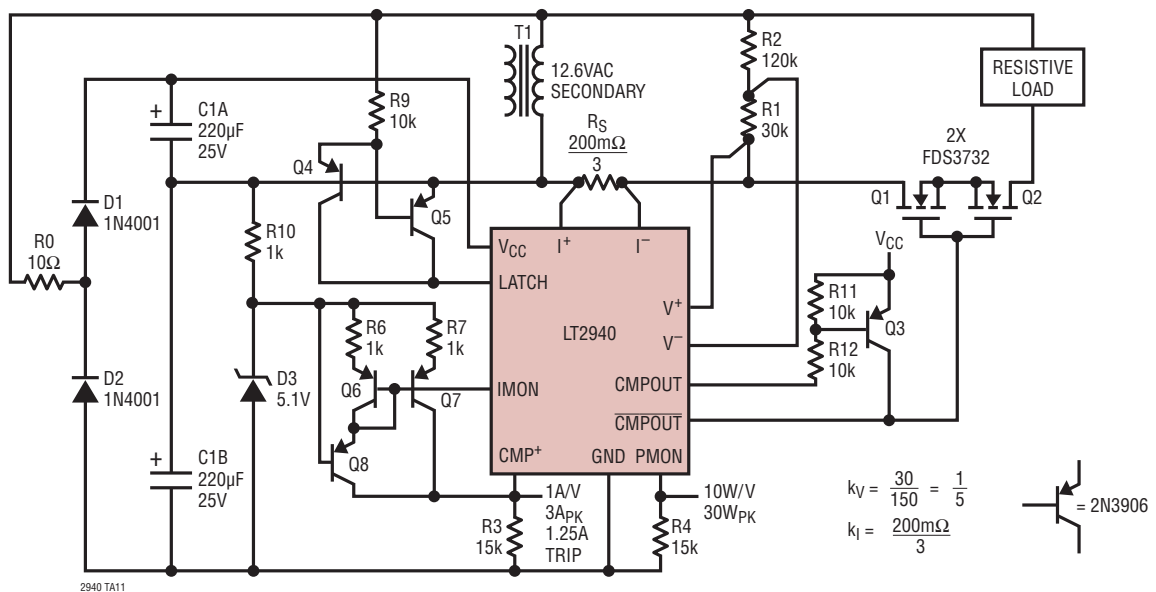 T1
12.6VAC
SECONDARY
R2
120k
R1
30k
RESISTIVE
LOAD
C1A
220µF
25V
R9
10k
RS
200mΩ
3
2X
FDS3732
Q4
Q5
Q1
Q2
D1
1N4001
R10
1k
R0
10Ω
VCC
I+
I−
LATCH
V+
V−
LT2940
IMON
CMPOUT
CMPOUT
CMP+
GND
PMON
VCC
R11
10k
R12
10k
Q3
R6
1k
R7
1k
D2
1N4001
D3
5.1V
Q6
Q7
Q8
C1B
220µF
25V
1A/V
3APK
1.25A
TRIP
R3
15k
10W/V
30WPK
R4
15k
kV = 30/150 = 1/5
kI = 200mΩ/3
= 2N3906
2940 TA11